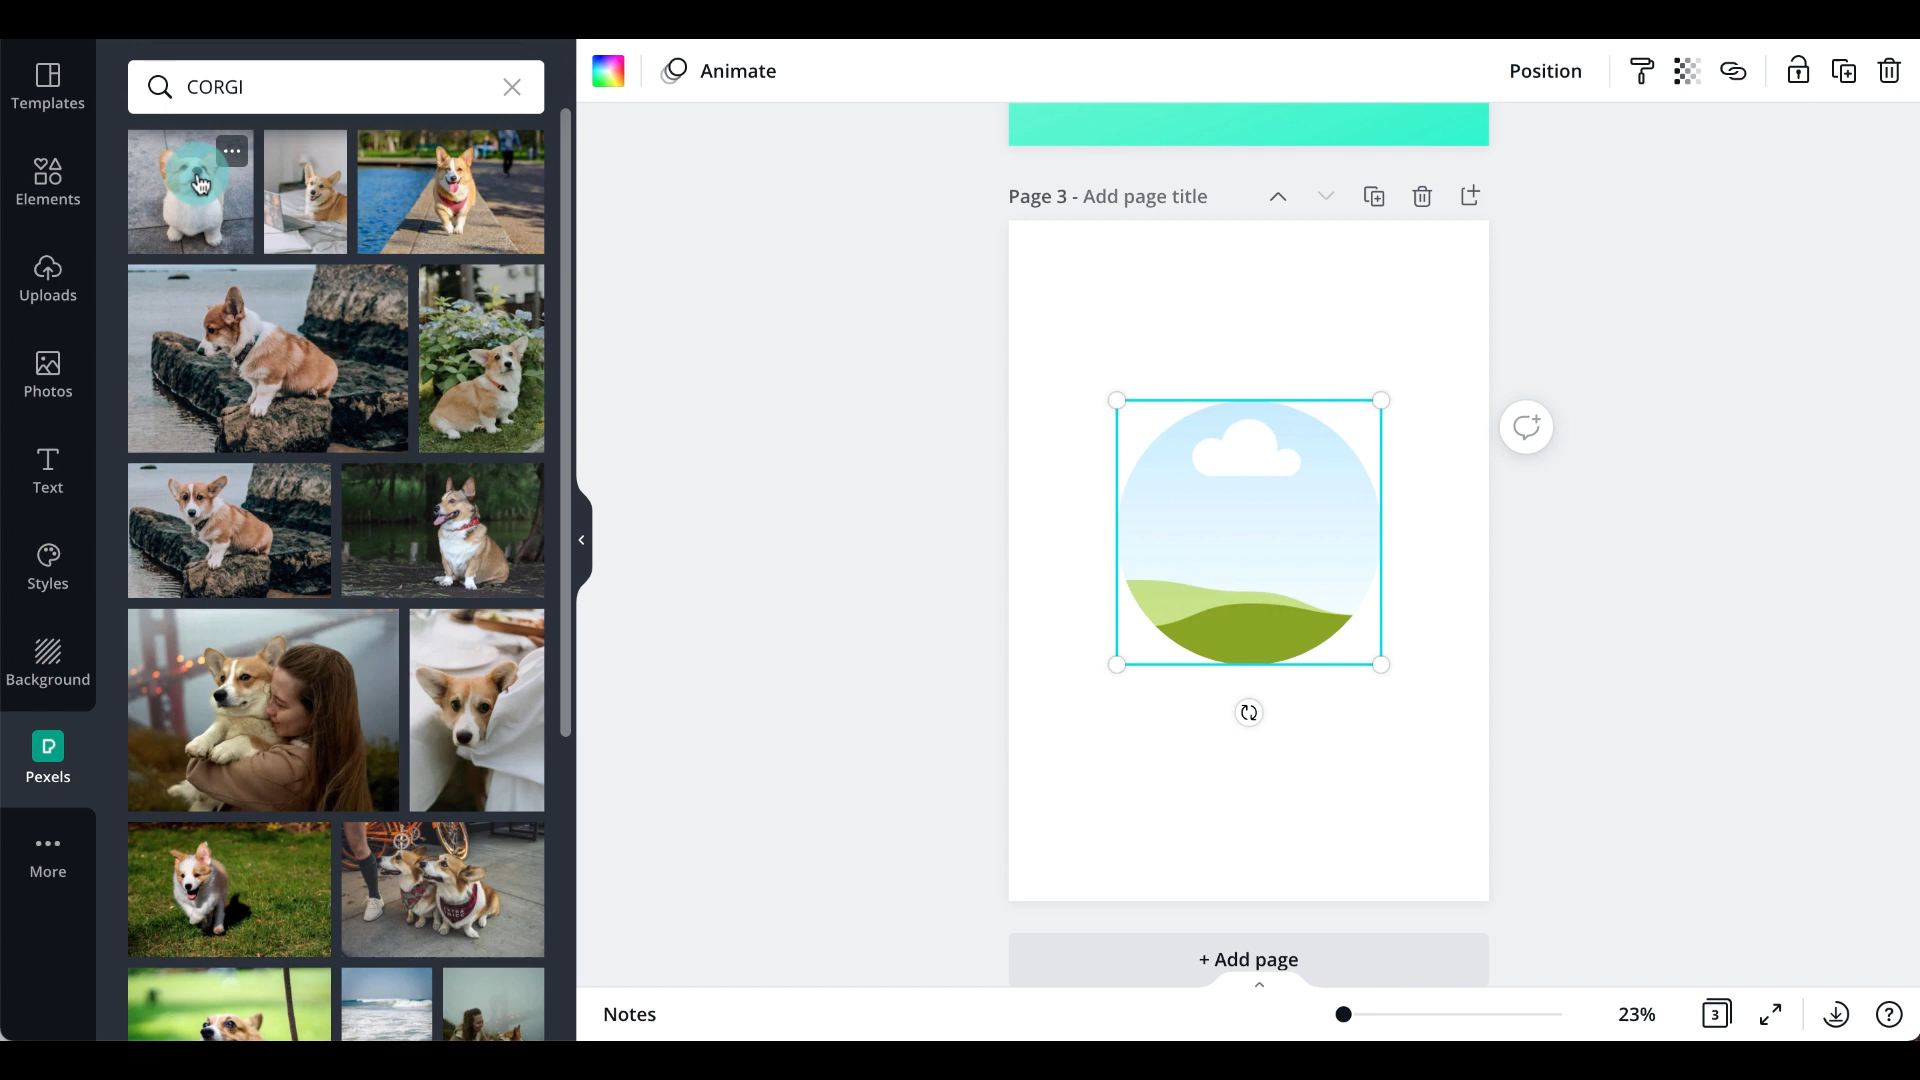 Templates
Elements
Uploads
Photos
Text
Styles
Background
Pexels
More
CORGI
Animate
Position
Page 3 - Add page title
+ Add page
Notes
23%
3